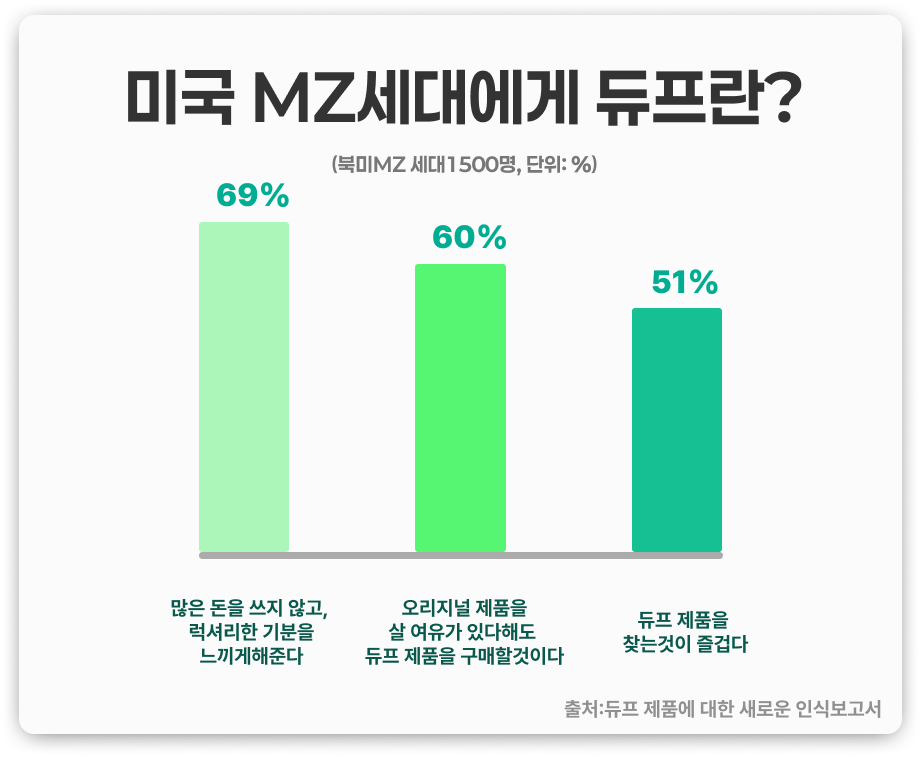 미국 MZ세대에게 듀프란?
(북미MZ 세대1500명, 단위: %)
69%
60%
51%
많은 돈을 쓰지 않고,
럭셔리한 기분을
느끼게해준다
오리지널 제품을
살 여유가 있다해도
듀프 제품을 구매할것이다
듀프 제품을
찾는것이 즐겁다
출처:듀프 제품에 대한 새로운 인식보고서